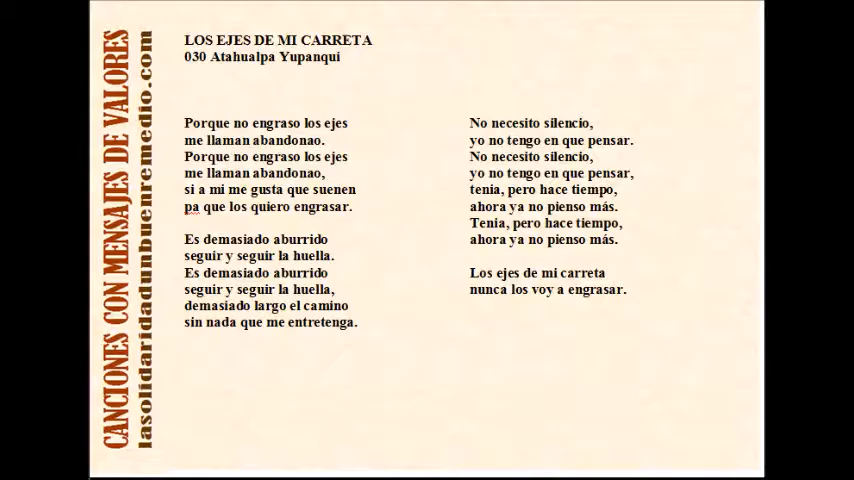 CANCIONES CON MENSAJES DE VALORES
lasolidaridadunbuenremedio.com
LOS EJES DE MI CARRETA
030 Atahualpa Yupanqui
Porque no engraso los ejes
me llaman abandonao.
Porque no engraso los ejes
me llaman abandonao,
si a mi me gusta que suenen
pa que los quiero engrasar.
Es demasiado aburrido
seguir y seguir la huella.
Es demasiado aburrido
seguir y seguir la huella,
demasiado largo el camino
sin nada que me entretenga.
No necesito silencio,
yo no tengo en que pensar.
No necesito silencio,
yo no tengo en que pensar,
tenia, pero hace tiempo,
ahora ya no pienso más.
Tenia, pero hace tiempo,
ahora ya no pienso más.
Los ejes de mi carreta
nunca los voy a engrasar.